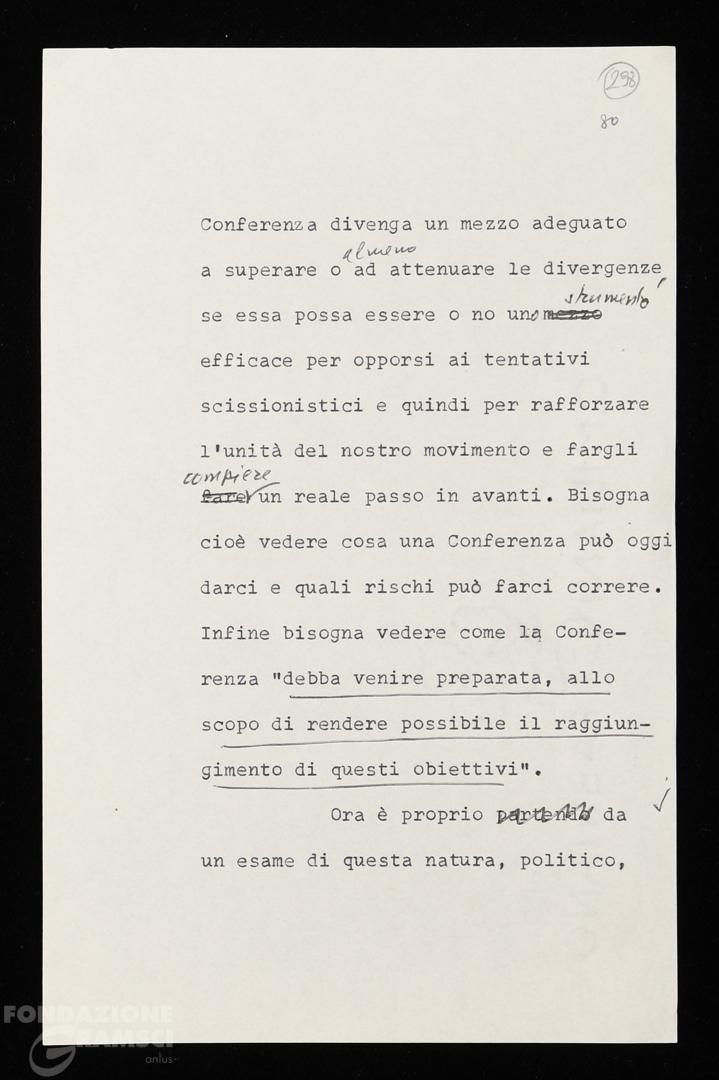 298
80
Conferenza divenga un mezzo adeguato
almeno
a superare o ad attenuare le divergenze,
strumento
se essa possa essere o no uno mezzo
efficace per opporsi ai tentativi
scissionistici e quindi per rafforzare
l'unità del nostro movimento e fargli
compiere
fare un reale passo in avanti. Bisogna
cioè vedere cosa una Conferenza può oggi
darci e quali rischi può farci correre.
Infine bisogna vedere come la Confe-
renza "debba venire preparata, allo
scopo di rendere possibile il raggiun-
gimento di questi obiettivi".
Ora è proprio partendo da
un esame di questa natura, politico,
FONDAZIONE
GRAMSCI
onlus